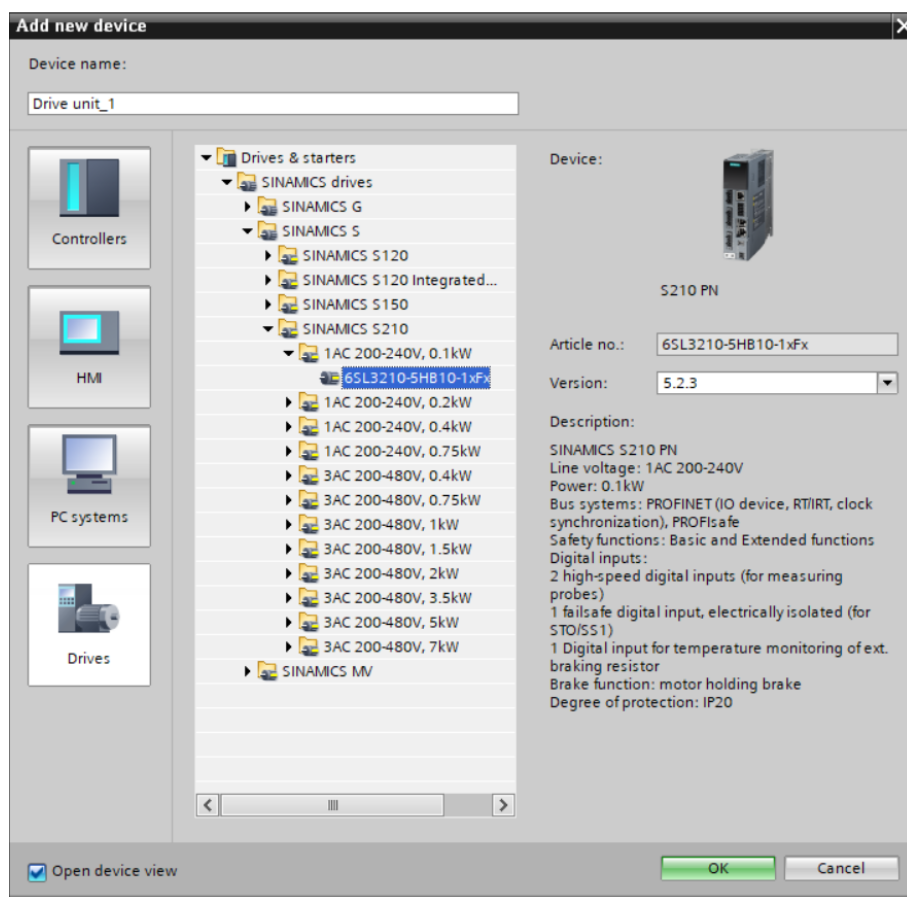 Add new device
Device name:
Drive unit_1
Controllers
HMI
PC systems
Drives
Drives & starters
SINAMICS drives
SINAMICS G
SINAMICS S
SINAMICS S120
SINAMICS S120 Integrated...
SINAMICS S150
SINAMICS S210
1AC 200-240V, 0.1kW
6SL3210-5HB10-1xFx
1AC 200-240V, 0.2kW
1AC 200-240V, 0.4kW
1AC 200-240V, 0.75kW
3AC 200-480V, 0.4kW
3AC 200-480V, 0.75kW
3AC 200-480V, 1kW
3AC 200-480V, 1.5kW
3AC 200-480V, 2kW
3AC 200-480V, 3.5kW
3AC 200-480V, 5kW
3AC 200-480V, 7kW
SINAMICS MV
Device:
S210 PN
Article no.: 6SL3210-5HB10-1xFx
Version: 5.2.3
Description:
SINAMICS S210 PN
Line voltage: 1AC 200-240V
Power: 0.1kW
Bus systems: PROFINET (IO device, RT/IRT, clock
synchronization), PROFIsafe
Safety functions: Basic and Extended functions
Digital inputs:
2 high-speed digital inputs (for measuring
probes)
1 failsafe digital input, electrically isolated (for
STO/SS1)
1 Digital input for temperature monitoring of ext.
braking resistor
Brake function: motor holding brake
Degree of protection: IP20
Open device view
OK
Cancel